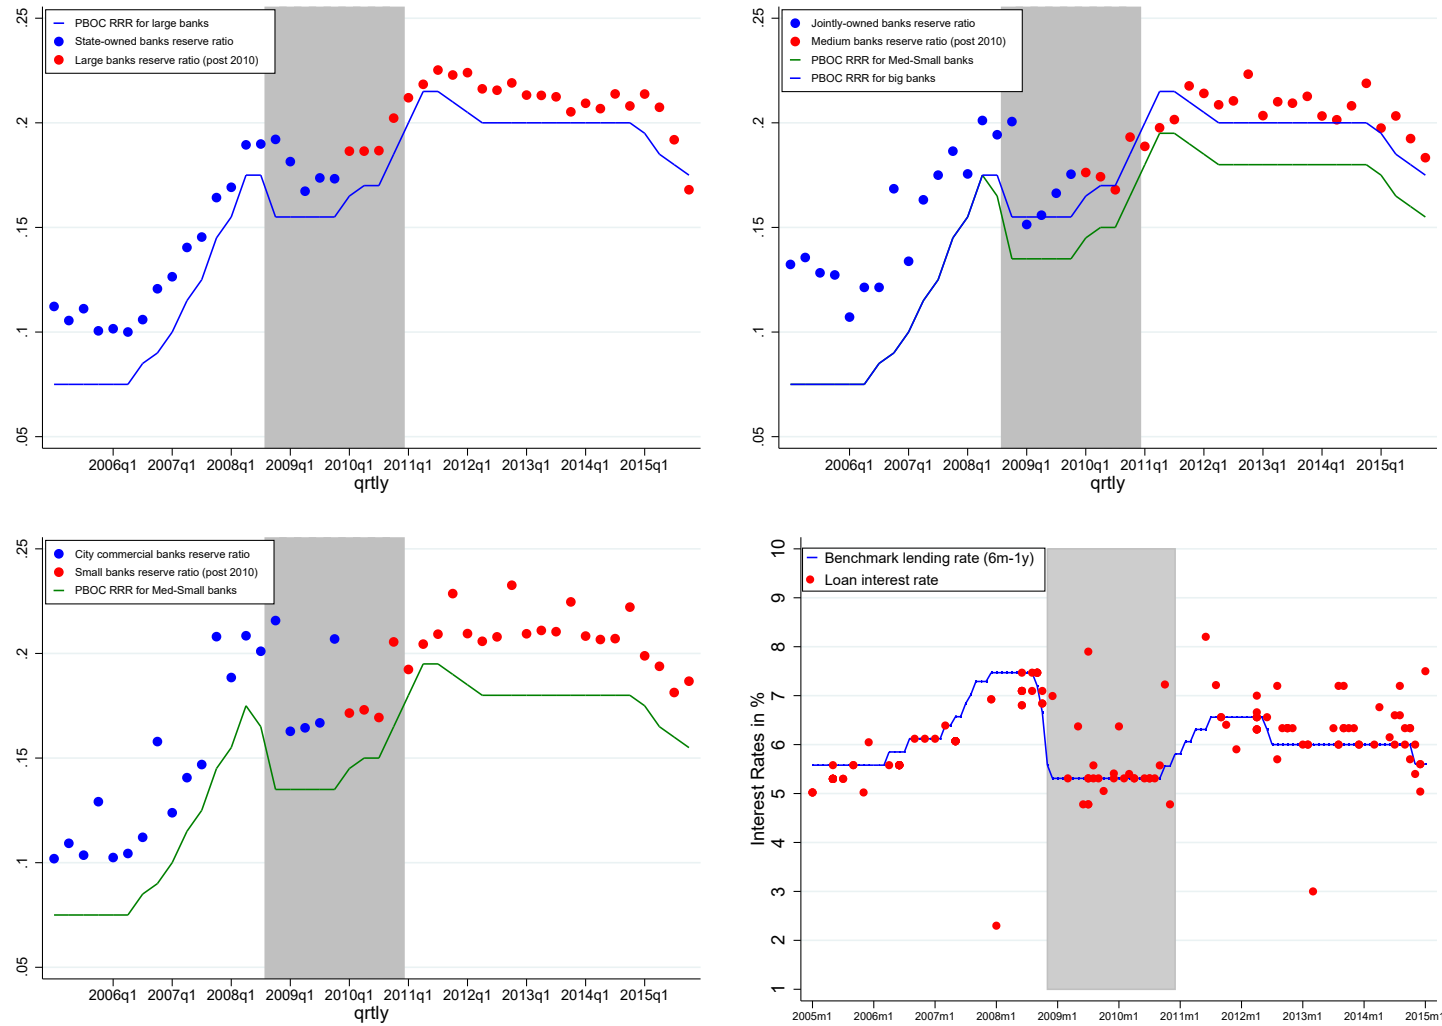 PBOC RRR for large banks
State-owned banks reserve ratio
Large banks reserve ratio (post 2010)
.25
.2
.15
.1
.05
2006q1 2007q1 2008q1 2009q1 2010q1 2011q1 2012q1 2013q1 2014q1 2015q1
qrtly
Jointly-owned banks reserve ratio
Medium banks reserve ratio (post 2010)
PBOC RRR for Med-Small banks
PBOC RRR for big banks
.25
.2
.15
.1
.05
2006q1 2007q1 2008q1 2009q1 2010q1 2011q1 2012q1 2013q1 2014q1 2015q1
qrtly
City commercial banks reserve ratio
Small banks reserve ratio (post 2010)
PBOC RRR for Med-Small banks
.25
.2
.15
.1
.05
2006q1 2007q1 2008q1 2009q1 2010q1 2011q1 2012q1 2013q1 2014q1 2015q1
qrtly
Benchmark lending rate (6m-1y)
Loan interest rate
Interest Rates in %
10
9
8
7
6
5
4
3
2
1
2005m1 2006m1 2007m1 2008m1 2009m1 2010m1 2011m1 2012m1 2013m1 2014m1 2015m1